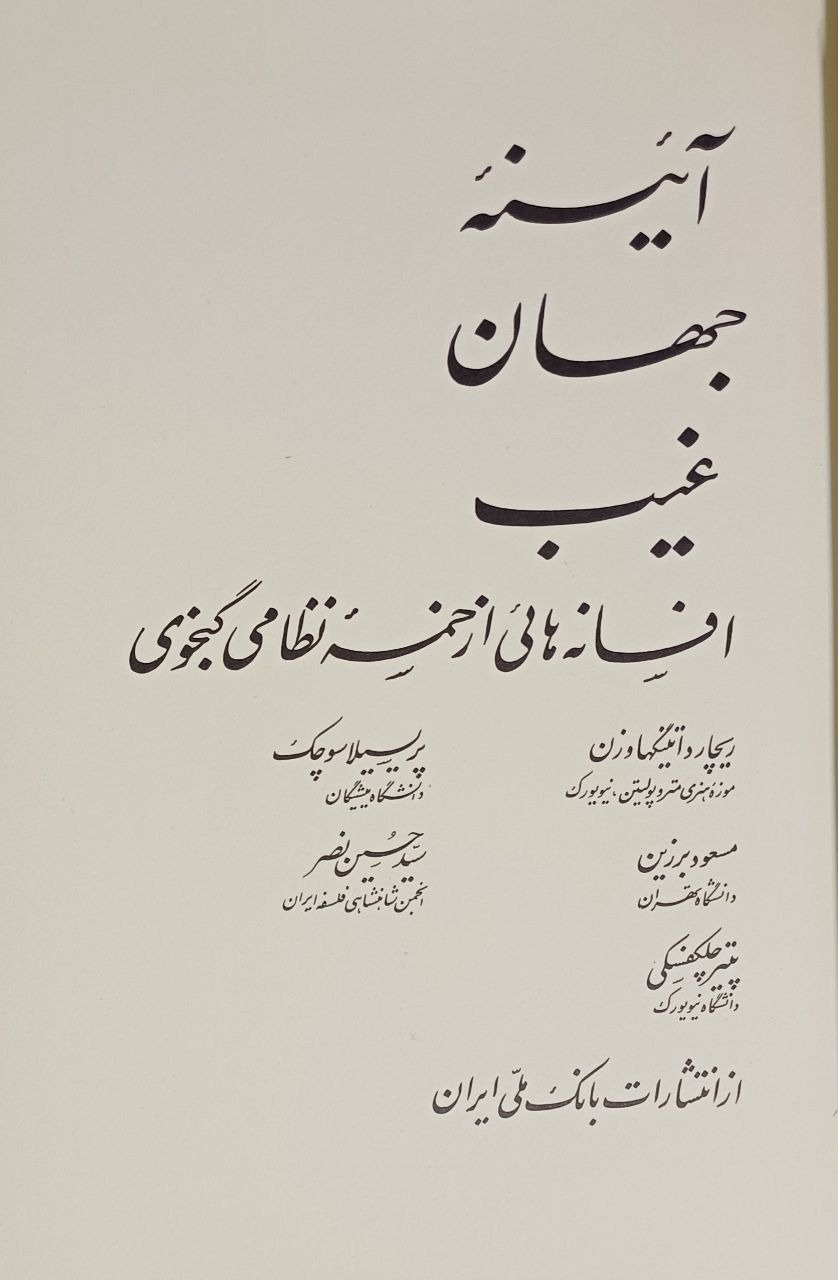 آئینهٔ
جهان
غیب
افسانه هائی از خمسهٔ نظامی گنجوی
ریچارد اتینگهاوزن
موزهٔ هنری متروپولیتن، نیویورک
مسعود برزین
دانشگاه تهران
پیتر چلکفسکی
دانشگاه نیویورک
پریسیلا سوچک
دانشگاه میشیگان
سیّد حسین نصر
انجمن شاهنشاهی فلسفه ایران
از انتشارات بانک ملّی ایران